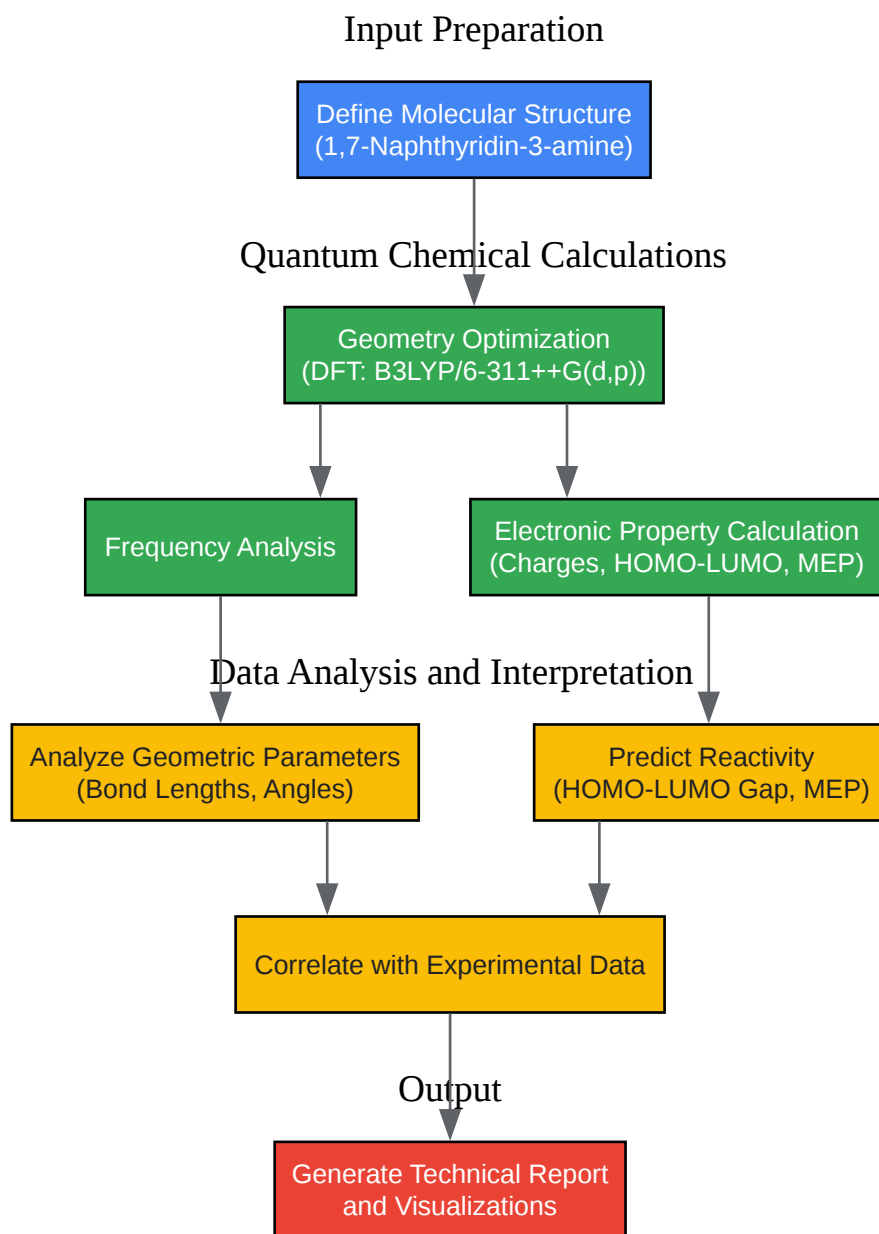 Input Preparation
Define Molecular Structure
(1,7-Naphthyridin-3-amine)
Quantum Chemical Calculations
Geometry Optimization
(DFT: B3LYP/6-311++G(d,p))
Frequency Analysis
Electronic Property Calculation
(Charges, HOMO-LUMO, MEP)
Data Analysis and Interpretation
Analyze Geometric Parameters
(Bond Lengths, Angles)
Predict Reactivity
(HOMO-LUMO Gap, MEP)
Correlate with Experimental Data
Output
Generate Technical Report
and Visualizations